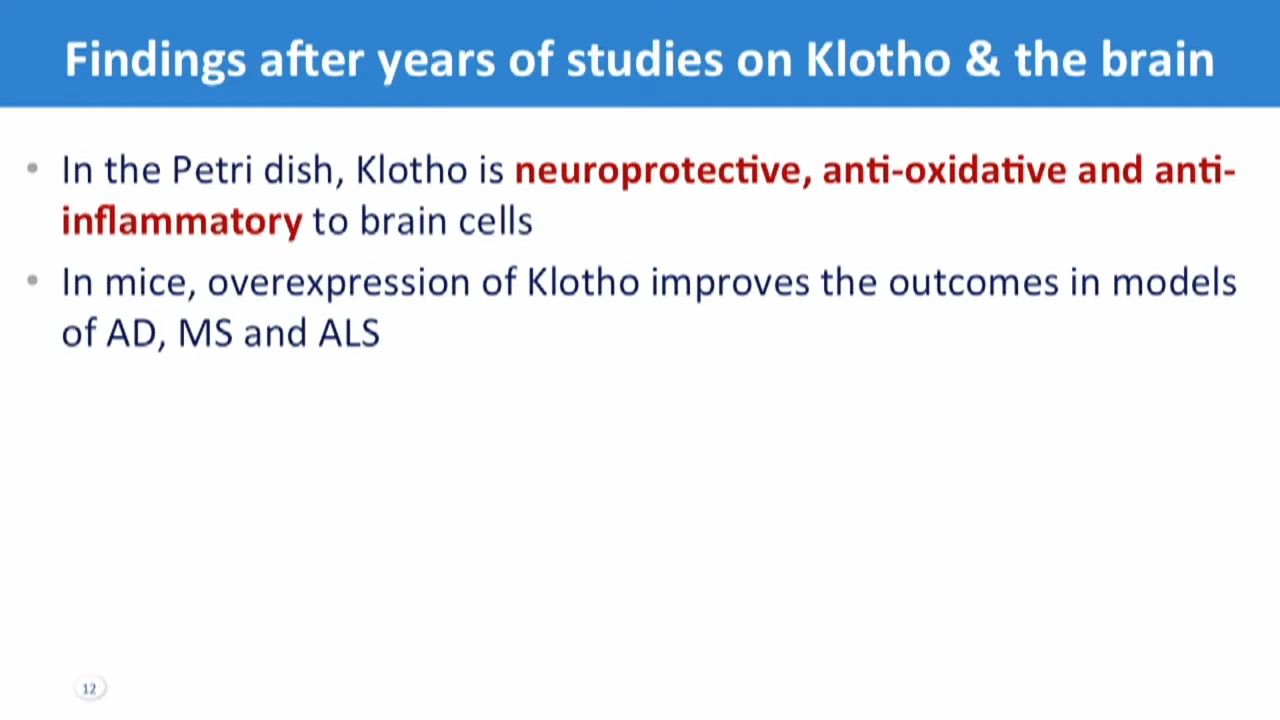 Findings after years of studies on Klotho & the brain
• In the Petri dish, Klotho is neuroprotective, anti-oxidative and anti-
inflammatory to brain cells
• In mice, overexpression of Klotho improves the outcomes in models
of AD, MS and ALS
12